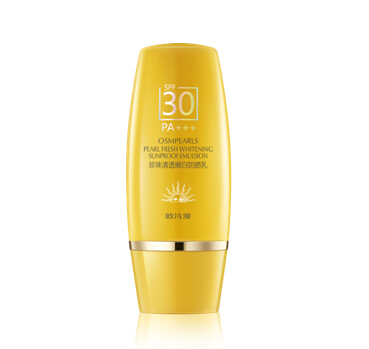 SPF
30
PA+++
OSMPEARLS
PEARL FRESH WHITENING
SUNPROOF EMULSION
珍珠清透嫩白防晒乳
欧诗漫